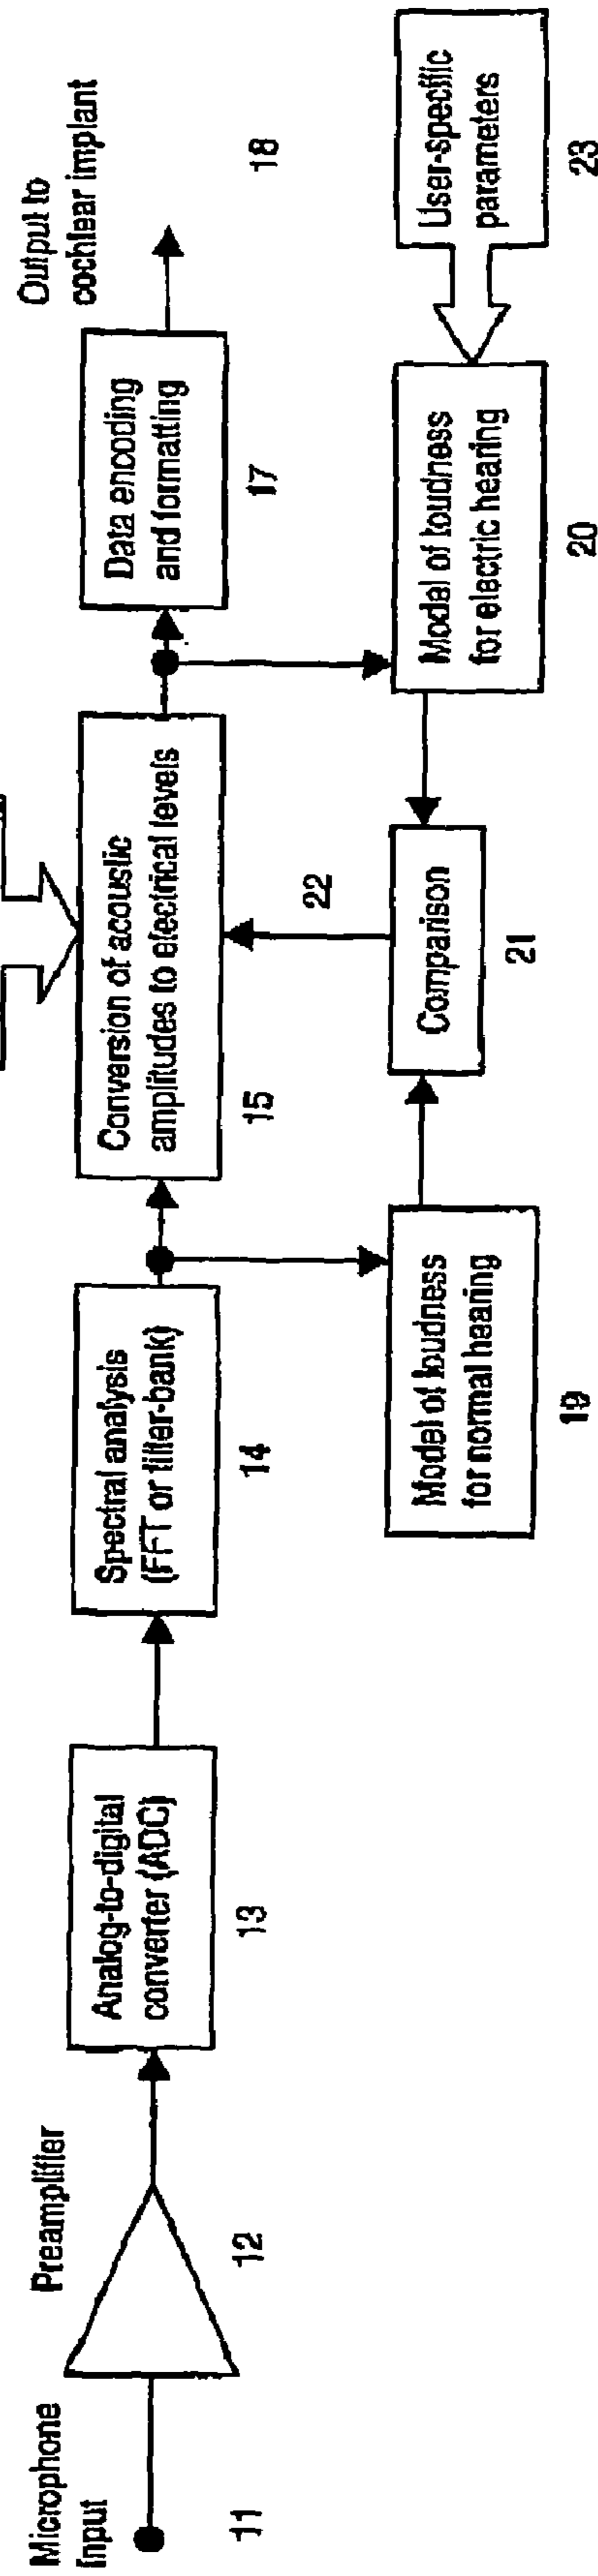 Microphone
Input
11
Preamplifier
12
Analog-to-digital
converter (ADC)
13
Spectral analysis
(FFT or filter-bank)
14
Conversion of acoustic
amplitudes to electrical levels
15
Data encoding
and formatting
17
Output to
cochlear implant
18
Model of loudness
for normal hearing
19
Comparison
21
22
Model of loudness
for electric hearing
20
User-specific
parameters
23